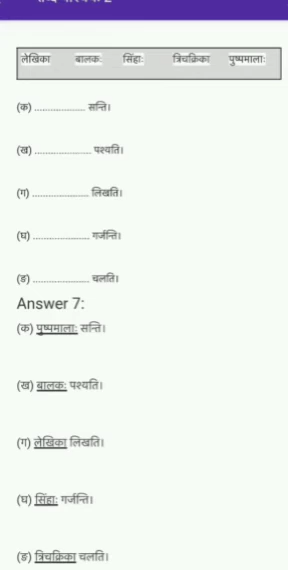 लेखिका बालकः सिंहाः त्रिचक्रिका पुष्पमालाः
(क) ................... सन्ति।
(ख) ..................... पश्यति।
(ग) ..................... लिखति।
(घ) ..................... गर्जन्ति।
(ङ) ..................... चलति।
Answer 7:
(क) पुष्पमालाः सन्ति।
(ख) बालकः पश्यति।
(ग) लेखिका लिखति।
(घ) सिंहाः गर्जन्ति।
(ङ) त्रिचक्रिका चलति।